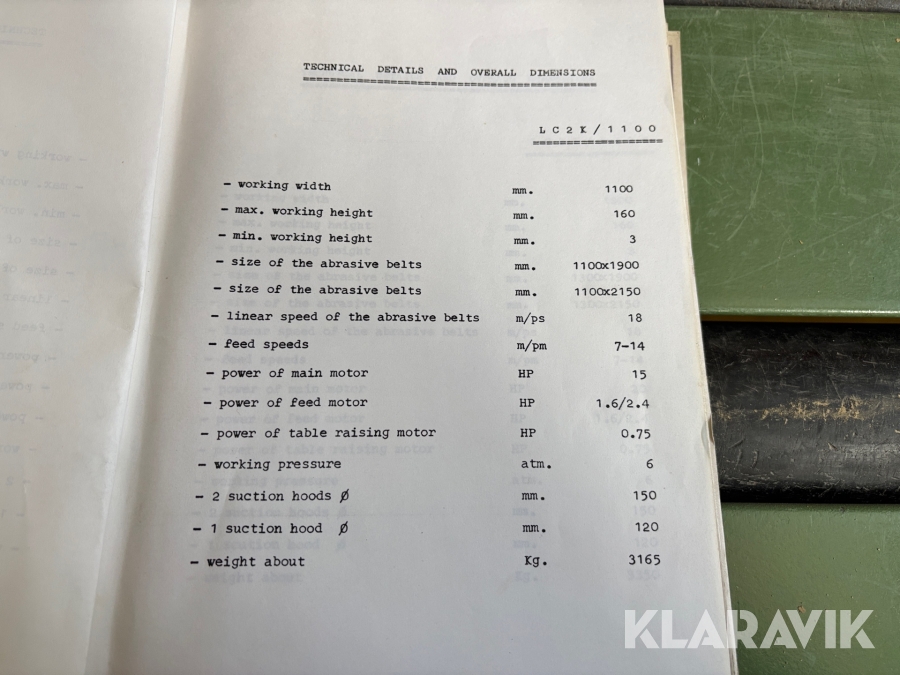 TECHNICAL DETAILS AND OVERALL DIMENSIONS
LC2K/1100
- working width mm. 1100
- max. working height mm. 160
- min. working height mm. 3
- size of the abrasive belts mm. 1100x1900
- size of the abrasive belts mm. 1100x2150
- linear speed of the abrasive belts m/ps 18
- feed speeds m/pm 7-14
- power of main motor HP 15
- power of feed motor HP 1.6/2.4
- power of table raising motor HP 0.75
- working pressure atm. 6
- 2 suction hoods Ø mm. 150
- 1 suction hood Ø mm. 120
- weight about Kg. 3165
KLARAVIK